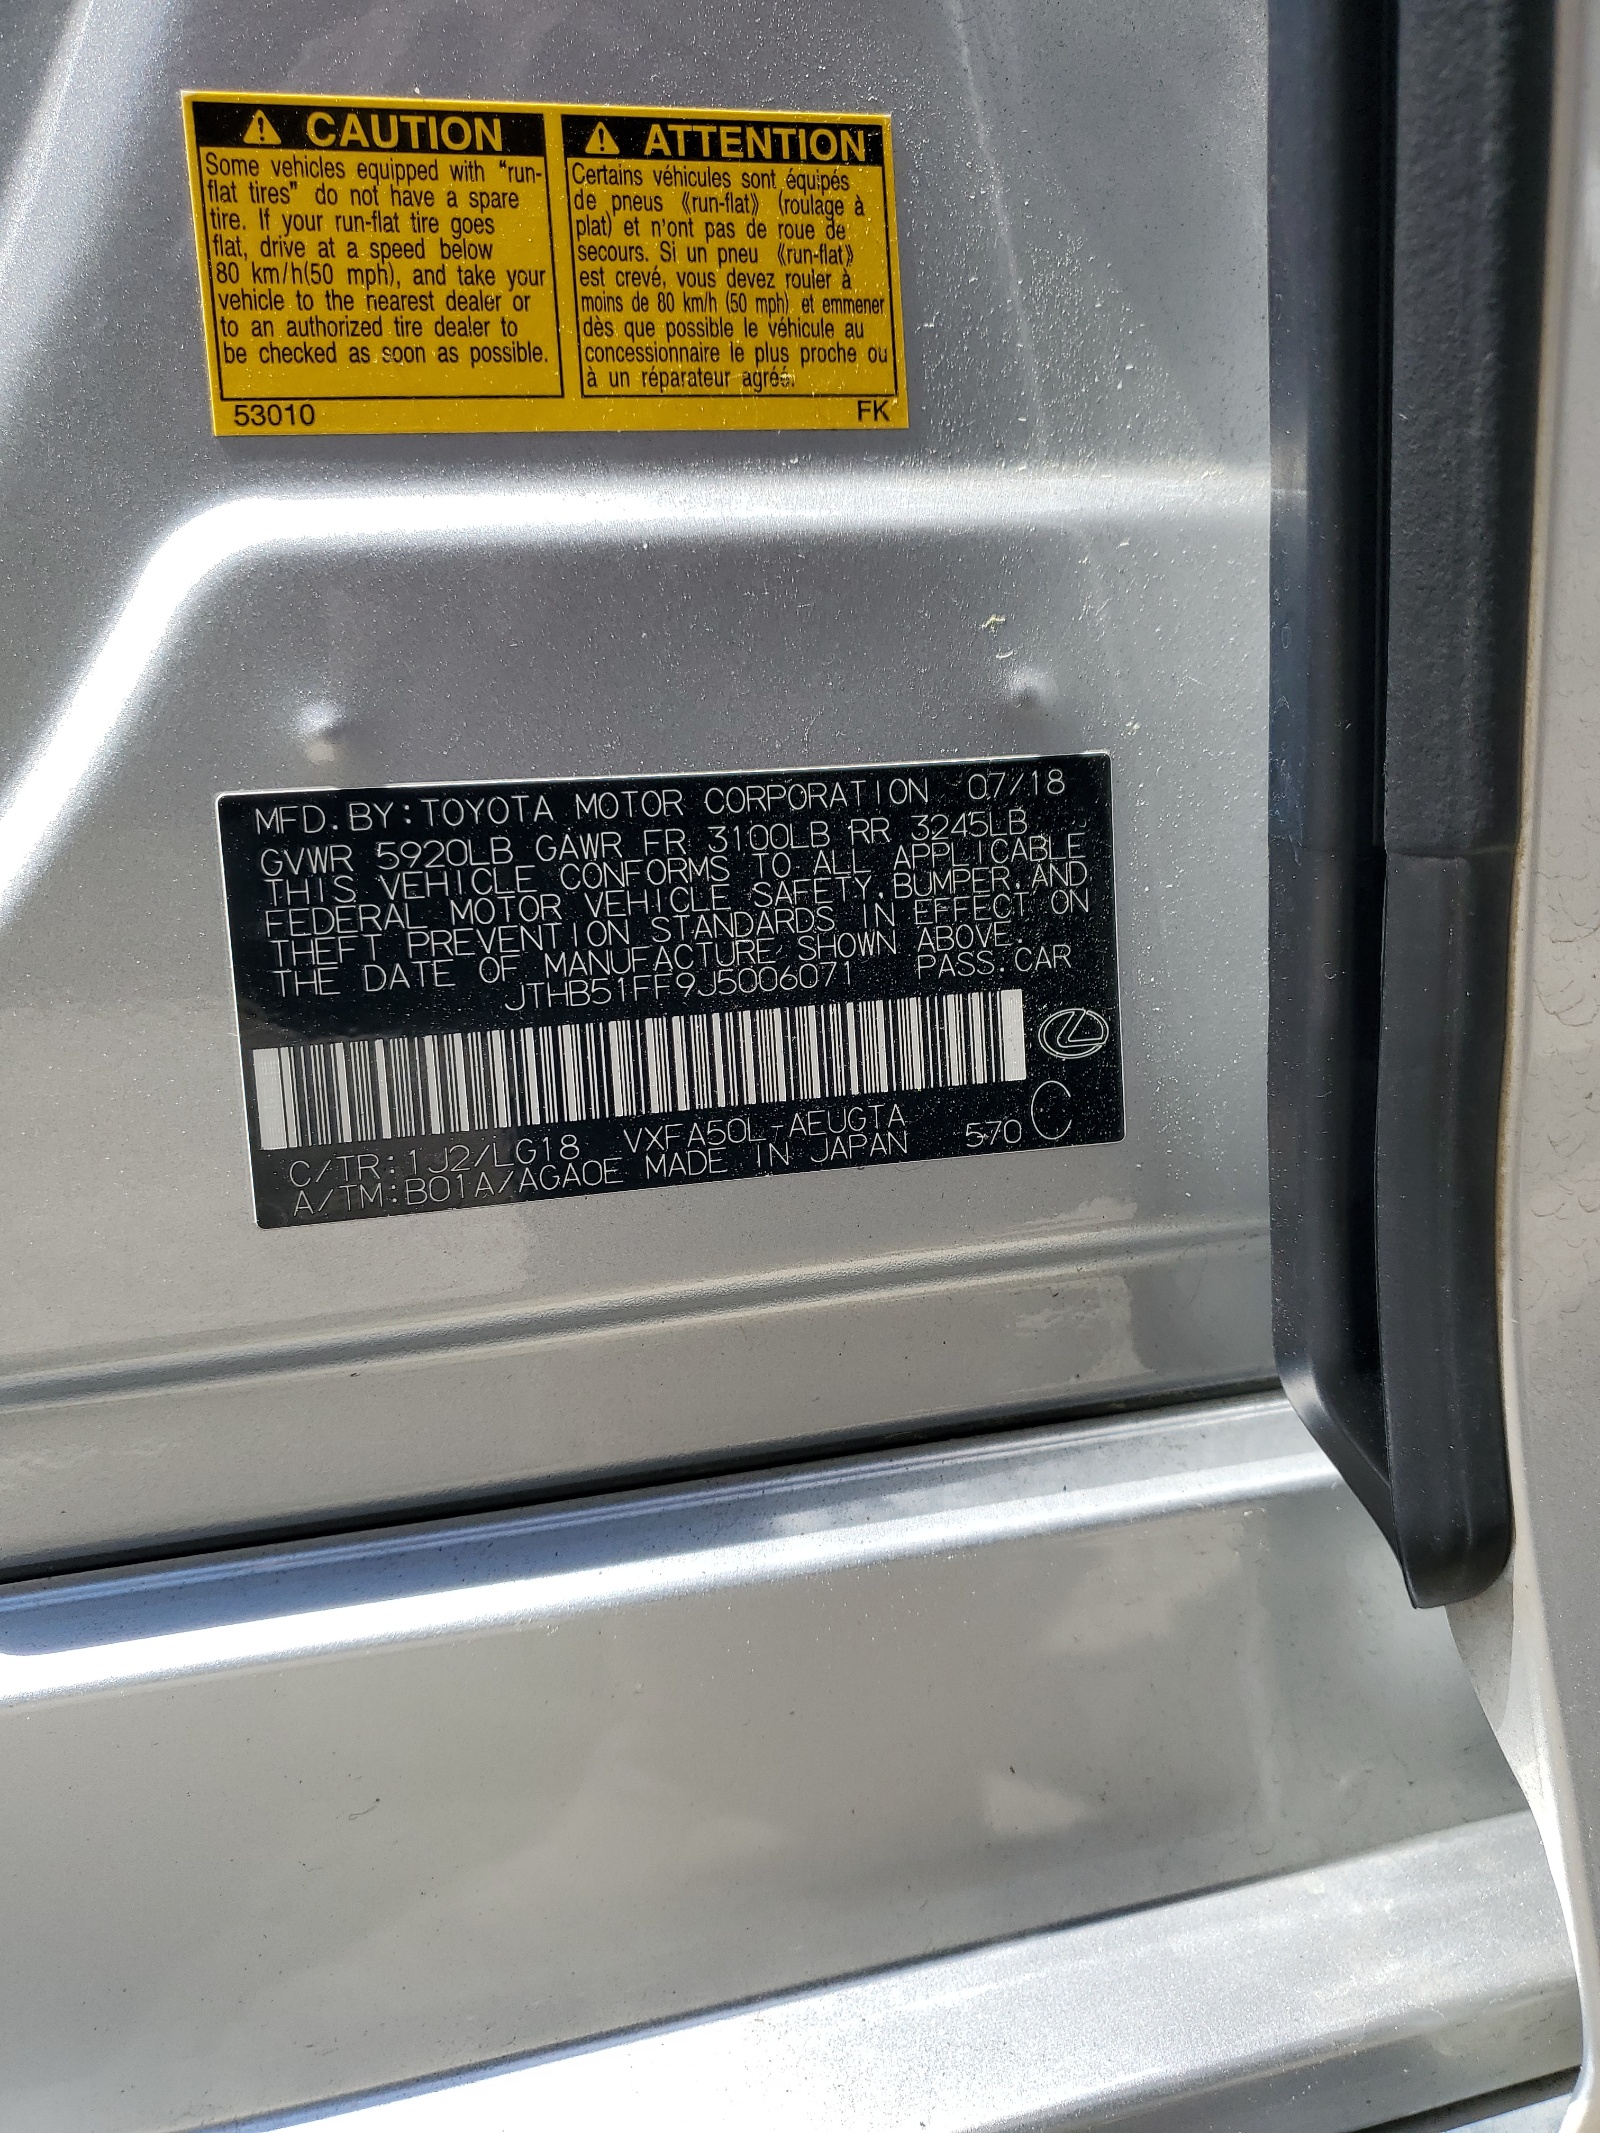 CAUTION
Some vehicles equipped with "run-
flat tires" do not have a spare
tire. If your run-flat tire goes
flat, drive at a speed below
80 km/h(50 mph), and take your
vehicle to the nearest dealer or
to an authorized tire dealer to
be checked as soon as possible.
53010
ATTENTION
Certains véhicules sont équipés
de pneus 《run-flat》 (roulage à
plat) et n'ont pas de roue de
secours. Si un pneu 《run-flat》
est crevé, vous devez rouler à
moins de 80 km/h (50 mph) et emmener
dès que possible le véhicule au
concessionnaire le plus proche ou
à un réparateur agréé.
FK
MFD.BY:TOYOTA MOTOR CORPORATION 07/18
GVWR 5920LB GAWR FR 3100LB RR 3245LB
THIS VEHICLE CONFORMS TO ALL APPLICABLE
FEDERAL MOTOR VEHICLE SAFETY,BUMPER,AND
THEFT PREVENTION STANDARDS IN EFFECT ON
THE DATE OF MANUFACTURE SHOWN ABOVE.
JTHB51FF9J5006071 PASS.CAR
C/TR:1J2/LG18 VXFA50L-AEUGTA
A/TM:B01A/AGA0E MADE IN JAPAN 570 C